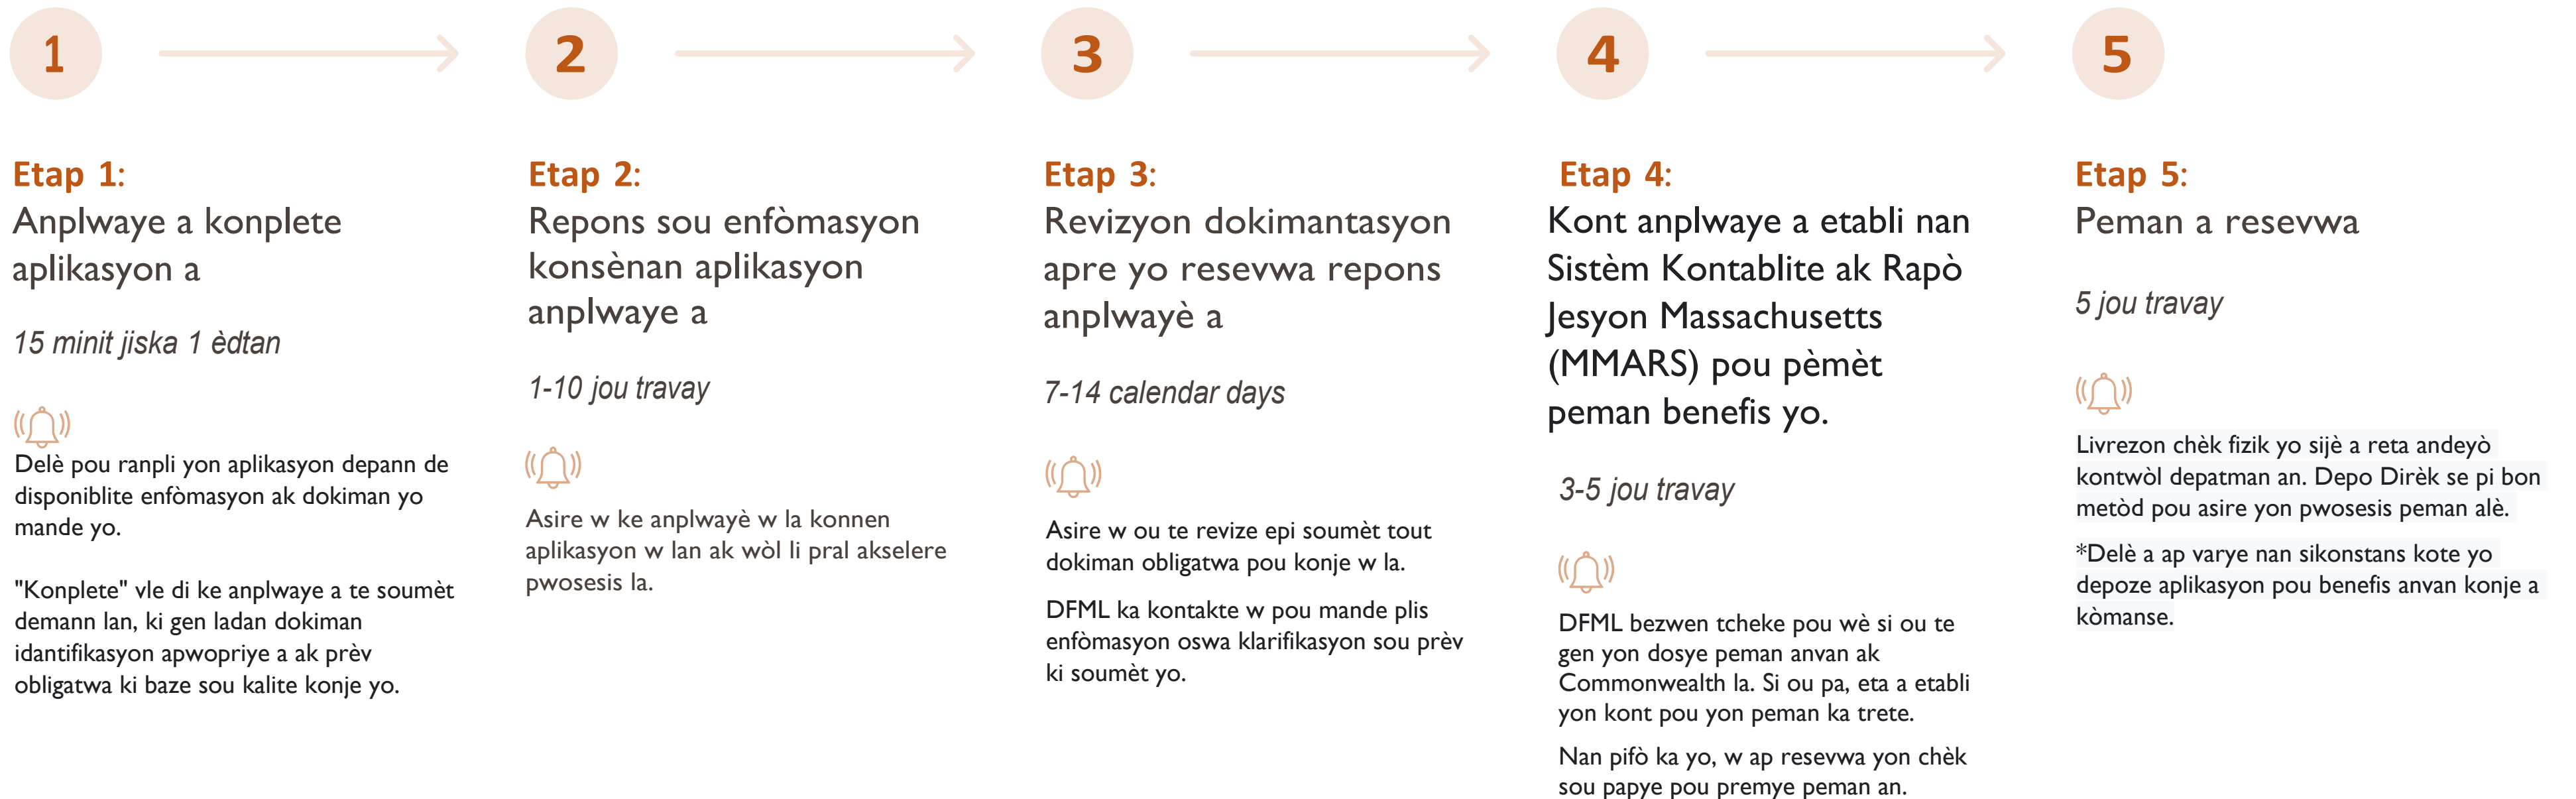 1
2
3
4
5
Etap 1:
Anplwaye a konplete
aplikasyon a
15 minit jiska 1 èdtan
Delè pou ranpli yon aplikasyon depann de
disponiblite enfòmasyon ak dokiman yo
mande yo.
"Konplete" vle di ke anplwaye a te soumèt
demann lan, ki gen ladan dokiman
idantifikasyon apwopriye a ak prèv
obligatwa ki baze sou kalite konje yo.
Etap 2:
Repons sou enfòmasyon
konsènan aplikasyon
anplwaye a
1-10 jou travay
Asire w ke anplwayè w la konnen
aplikasyon w lan ak wòl li pral akselere
pwosesis la.
Etap 3:
Revizyon dokimantasyon
apre yo resevwa repons
anplwayè a
7-14 calendar days
Asire w ou te revize epi soumèt tout
dokiman obligatwa pou konje w la.
DFML ka kontakte w pou mande plis
enfòmasyon oswa klarifikasyon sou prèv
ki soumèt yo.
Etap 4:
Kont anplwaye a etabli nan
Sistèm Kontablite ak Rapò
Jesyon Massachusetts
(MMARS) pou pèmèt
peman benefis yo.
3-5 jou travay
DFML bezwen tcheke pou wè si ou te
gen yon dosye peman anvan ak
Commonwealth la. Si ou pa, eta a etabli
yon kont pou yon peman ka trete.
Nan pifò ka yo, w ap resevwa yon chèk
sou papye pou premye peman an.
Etap 5:
Peman a resevwa
5 jou travay
Livrezon chèk fizik yo sijè a reta andeyò
kontwòl depatman an. Depo Dirèk se pi bon
metòd pou asire yon pwosesis peman alè.
*Delè a ap varye nan sikonstans kote yo
depoze aplikasyon pou benefis anvan konje a
kòmanse.